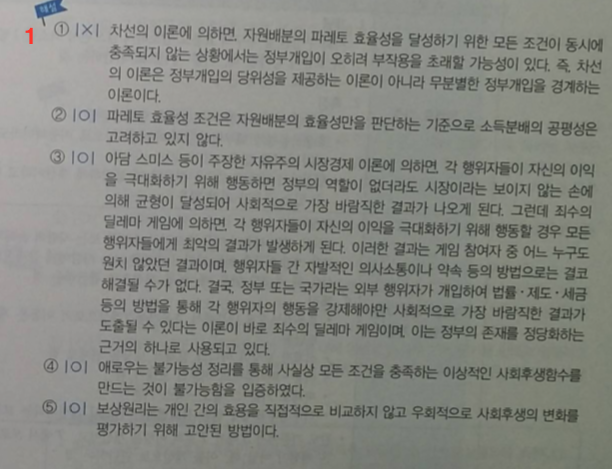 해설
1 ① |X| 차선의 이론에 의하면, 자원배분의 파레토 효율성을 달성하기 위한 모든 조건이 동시에
충족되지 않는 상황에서는 정부개입이 오히려 부작용을 초래할 가능성이 있다. 즉, 차선
의 이론은 정부개입의 당위성을 제공하는 이론이 아니라 무분별한 정부개입을 경계하는
이론이다.
② |O| 파레토 효율성 조건은 자원배분의 효율성만을 판단하는 기준으로 소득분배의 공평성은
고려하고 있지 않다.
③ |O| 아담 스미스 등이 주장한 자유주의 시장경제 이론에 의하면, 각 행위자들이 자신의 이익
을 극대화하기 위해 행동하면 정부의 역할이 없더라도 시장이라는 보이지 않는 손에
의해 균형이 달성되어 사회적으로 가장 바람직한 결과가 나오게 된다. 그런데 죄수의
딜레마 게임에 의하면, 각 행위자들이 자신의 이익을 극대화하기 위해 행동할 경우 모든
행위자들에게 최악의 결과가 발생하게 된다. 이러한 결과는 게임 참여자 중 어느 누구도
원치 않았던 결과이며, 행위자들 간 자발적인 의사소통이나 약속 등의 방법으로는 결코
해결될 수가 없다. 결국, 정부 또는 국가라는 외부 행위자가 개입하여 법률·제도·세금
등의 방법을 통해 각 행위자의 행동을 강제해야만 사회적으로 가장 바람직한 결과가
도출될 수 있다는 이론이 바로 죄수의 딜레마 게임이며, 이는 정부의 존재를 정당화하는
근거의 하나로 사용되고 있다.
④ |O| 애로우는 불가능성 정리를 통해 사실상 모든 조건을 충족하는 이상적인 사회후생함수를
만드는 것이 불가능함을 입증하였다.
⑤ |O| 보상원리는 개인 간의 효용을 직접적으로 비교하지 않고 우회적으로 사회후생의 변화를
평가하기 위해 고안된 방법이다.